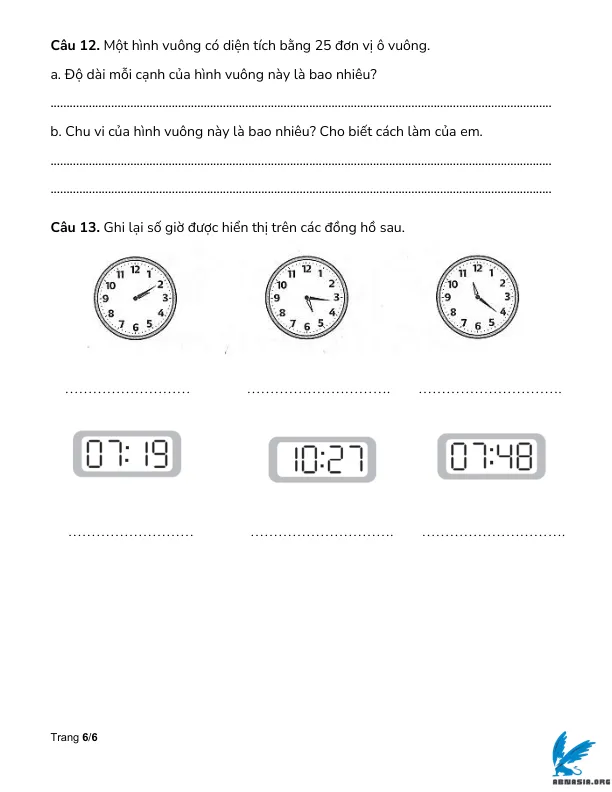 Câu 12. Một hình vuông có diện tích bằng 25 đơn vị ô vuông.
a. Độ dài mỗi cạnh của hình vuông này là bao nhiêu?
b. Chu vi của hình vuông này là bao nhiêu? Cho biết cách làm của em.
Câu 13. Ghi lại số giờ được hiển thị trên các đồng hồ sau.
12 1 2 3 4 5 6 7 8 9 10 11
12 1 2 3 4 5 6 7 8 9 10 11
12 1 2 3 4 5 6 7 8 9 10 11
07:19 10:27 07:48
Trang 6/6
ABNASIA.ORG